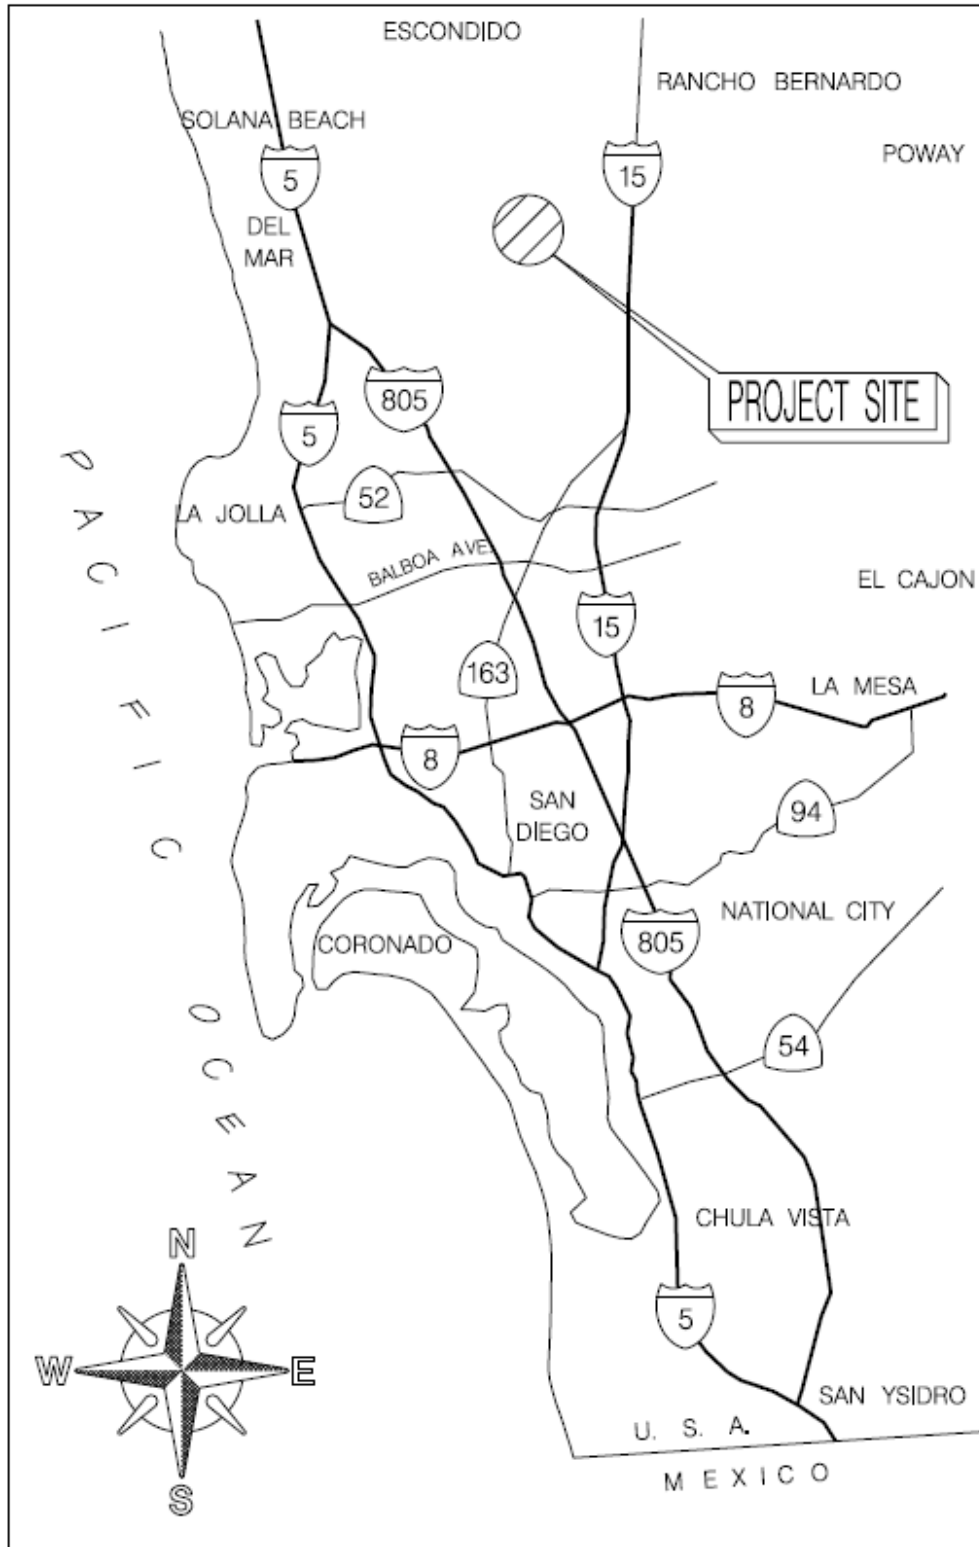 ESCONDIDO
RANCHO BERNARDO
SOLANA BEACH
POWAY
5
15
DEL
MAR
PROJECT SITE
805
5
52
LA JOLLA
BALBOA AVE.
EL CAJON
15
163
LA MESA
8
8
SAN
DIEGO
94
NATIONAL CITY
805
CORONADO
54
PACIFIC
OCEAN
CHULA VISTA
N
W
E
S
5
SAN YSIDRO
U. S. A.
MEXICO